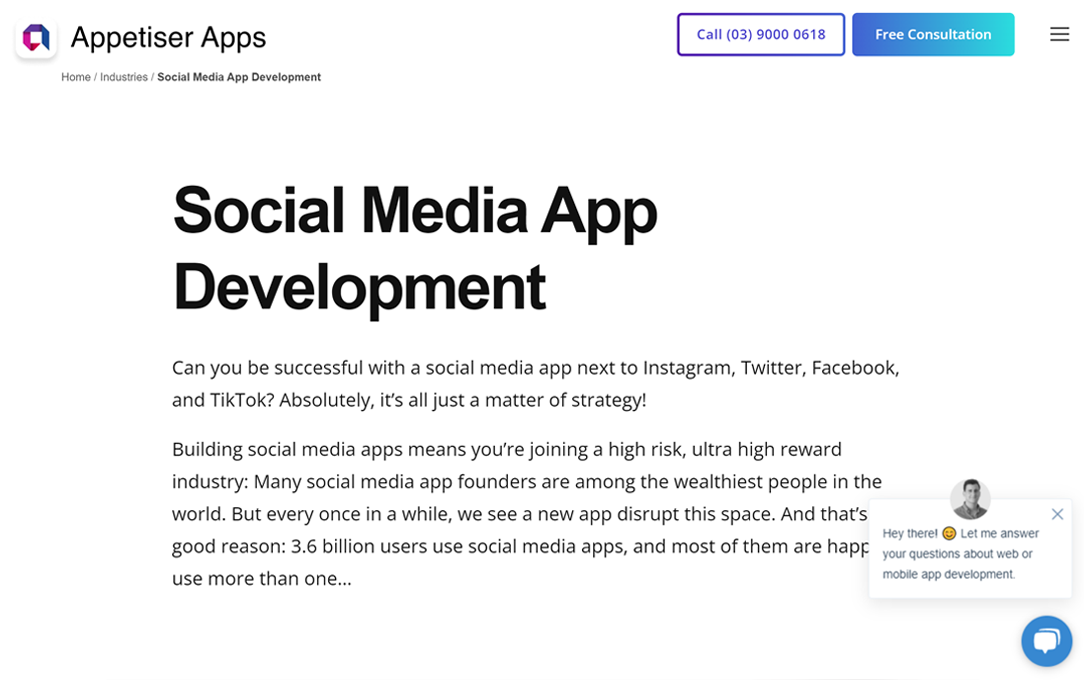 Appetiser Apps
Call (03) 9000 0618
Free Consultation
Home / Industries / Social Media App Development
Social Media App
Development
Can you be successful with a social media app next to Instagram, Twitter, Facebook,
and TikTok? Absolutely, it's all just a matter of strategy!
Building social media apps means you're joining a high risk, ultra high reward
industry: Many social media app founders are among the wealthiest people in the
world. But every once in a while, we see a new app disrupt this space. And that's
good reason: 3.6 billion users use social media apps, and most of them are
use more than one...
Hey there! 😊 Let me answer
your questions about web or
mobile app development.